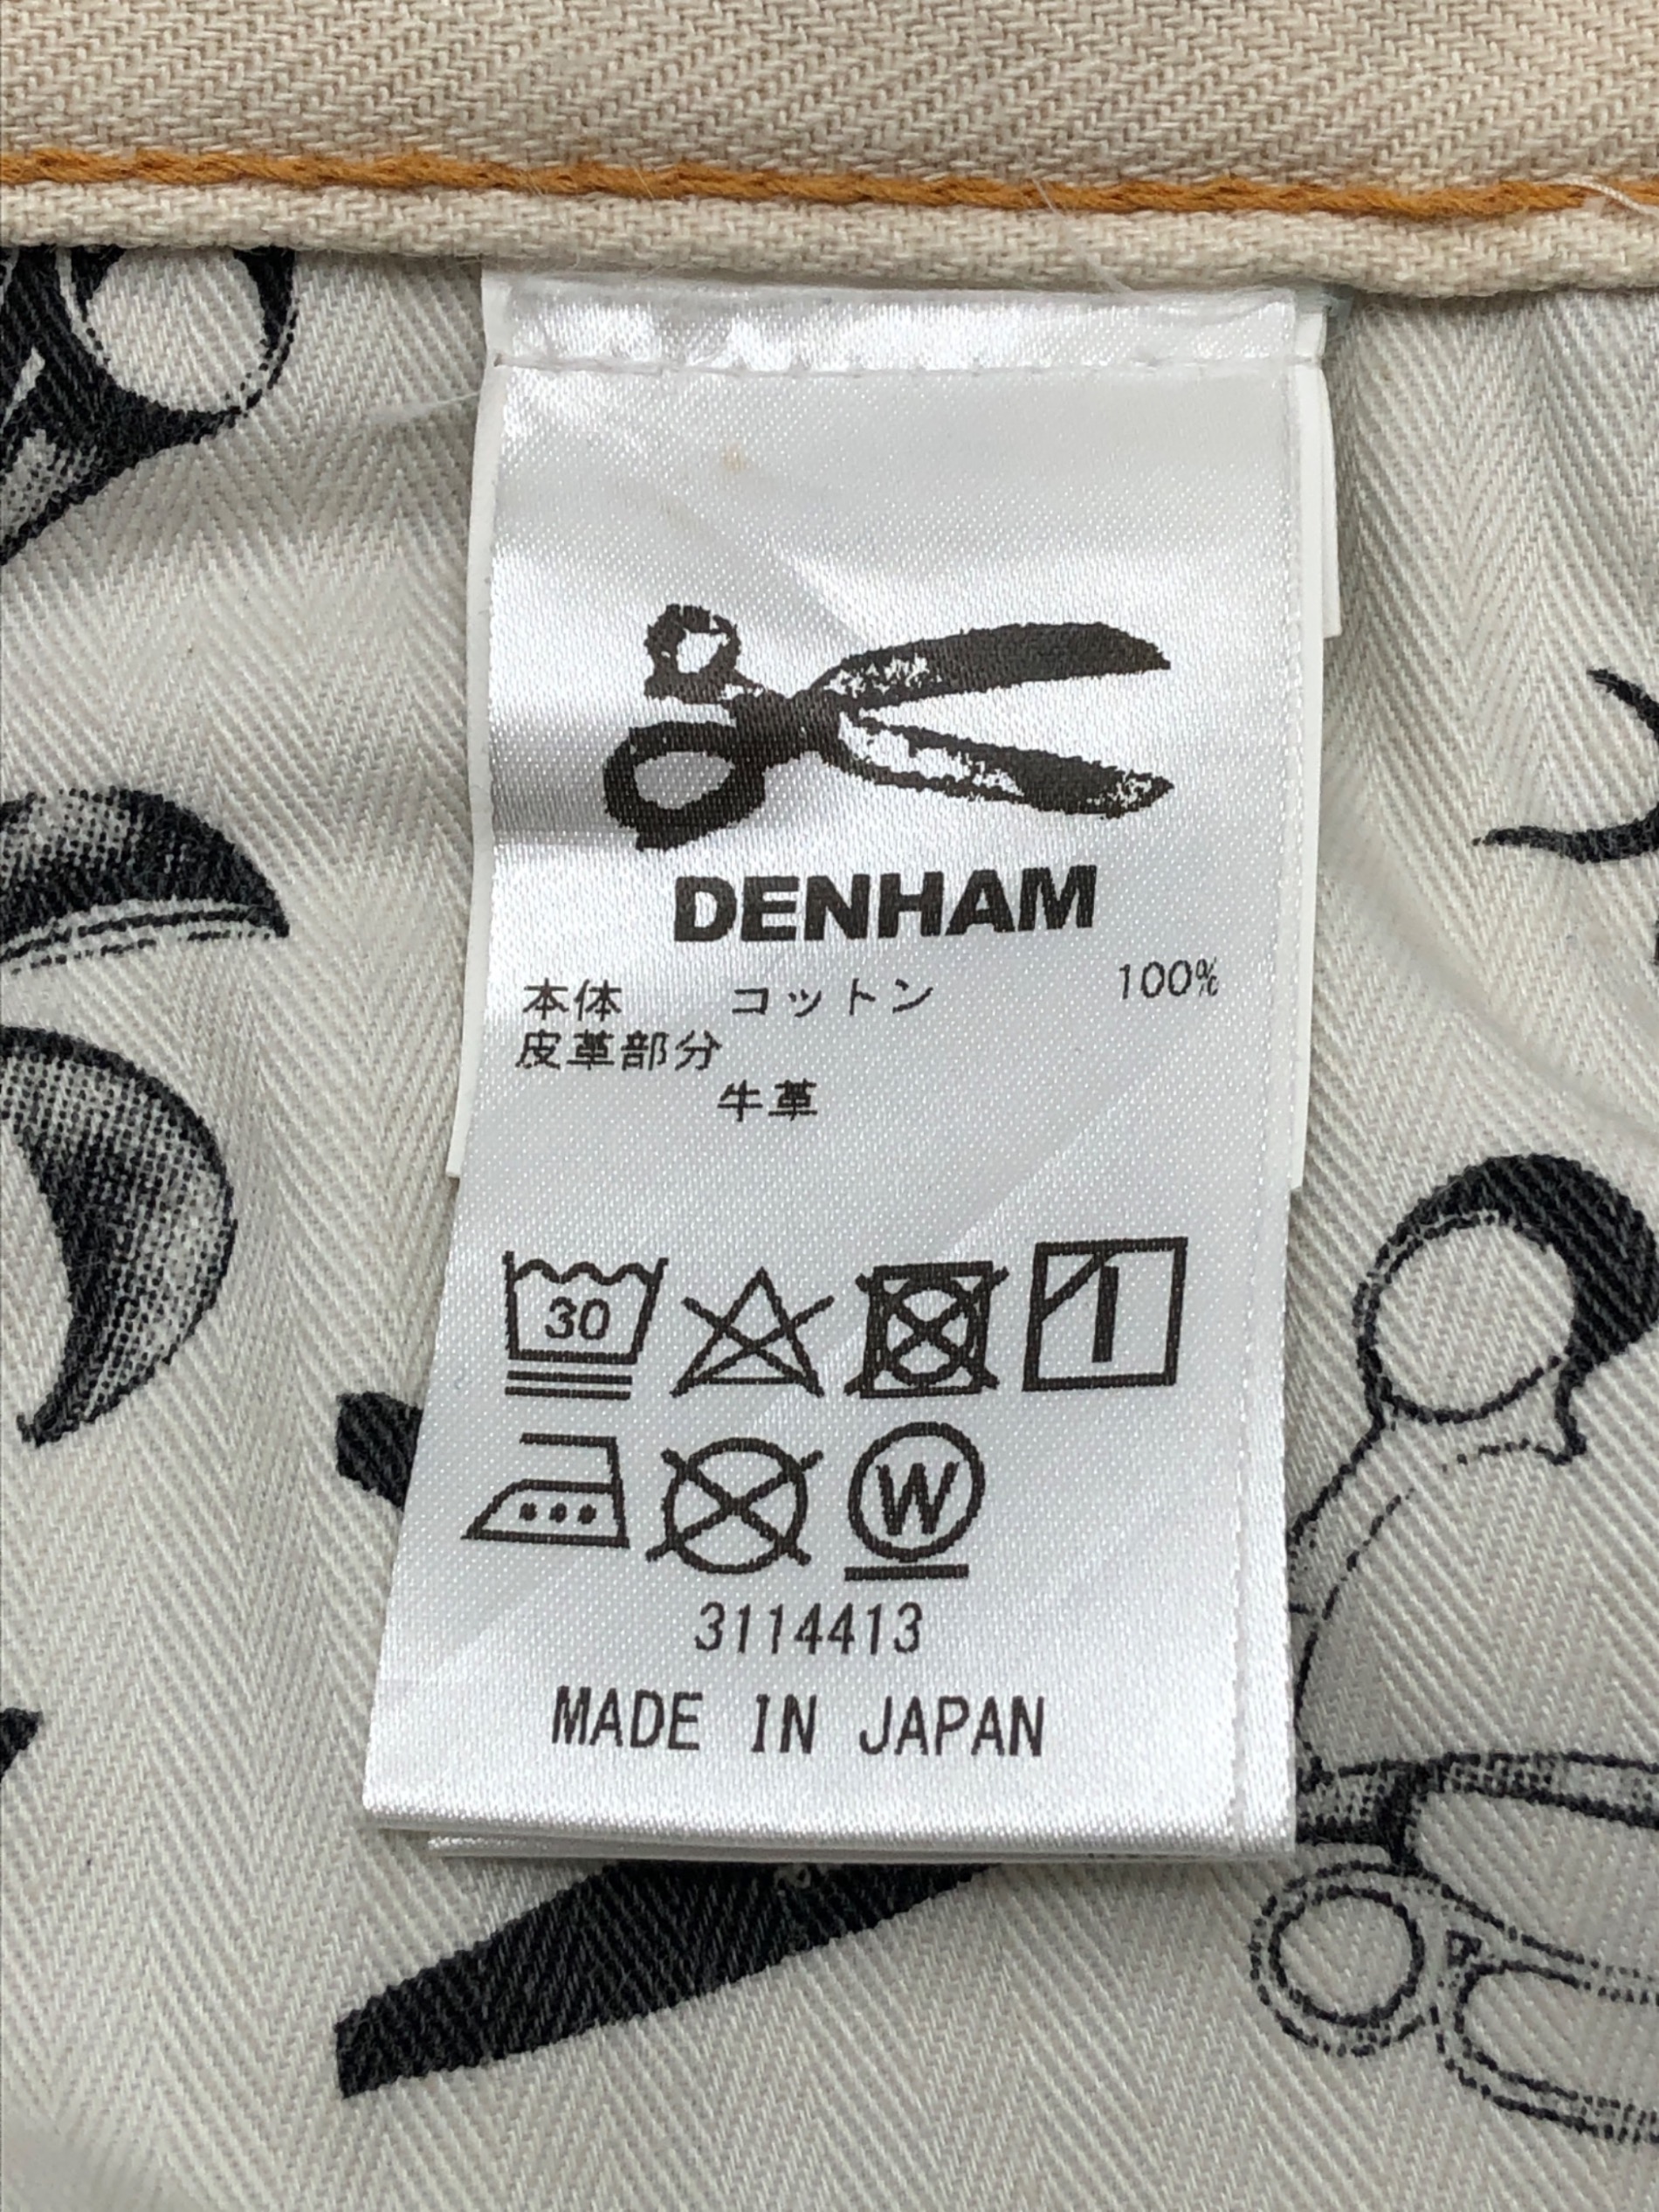 DENHAM
本体 コットン 100%
皮革部分
牛革
30
W
3114413
MADE IN JAPAN